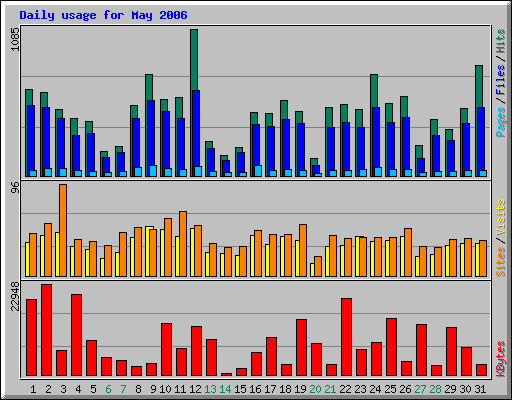 Daily usage for May 2006
1085
Pages / Files / Hits
96
Sites / Visits
22948
KBytes
1 2 3 4 5 6 7 8 9 10 11 12 13 14 15 16 17 18 19 20 21 22 23 24 25 26 27 28 29 30 31